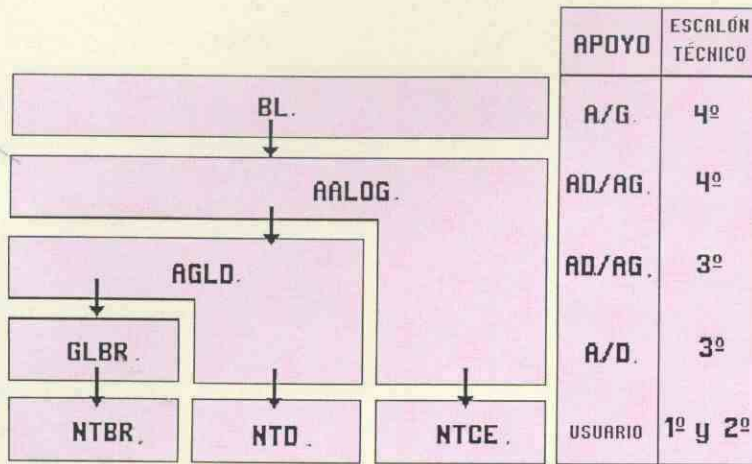 APOYO ESCALÓN TÉCNICO
BL. A/G. 4º
AALOG. AD./AG. 4º
AGLD. AD./AG. 3º
GLBR. A/D. 3º
NTBR. NTD. NTCE. USUARIO 1º y 2º